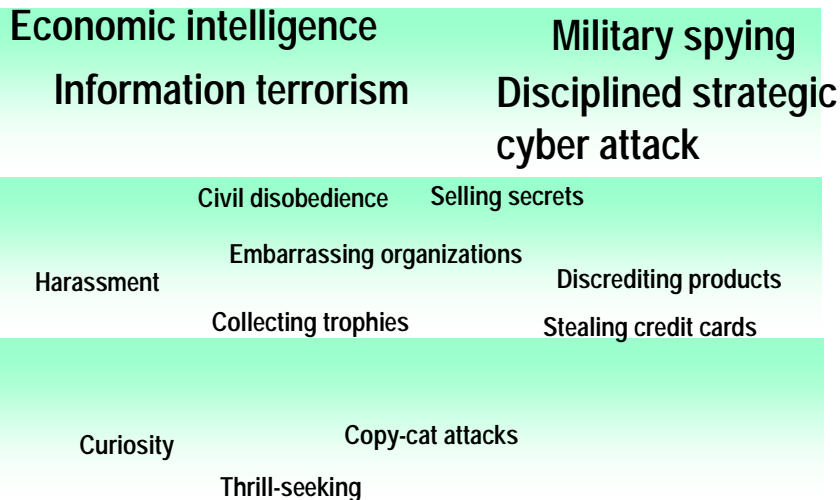 Economic intelligence
Military spying
Information terrorism
Disciplined strategic
cyber attack
Civil disobedience
Selling secrets
Embarrassing organizations
Harassment
Discrediting products
Collecting trophies
Stealing credit cards
Curiosity
Copy-cat attacks
Thrill-seeking